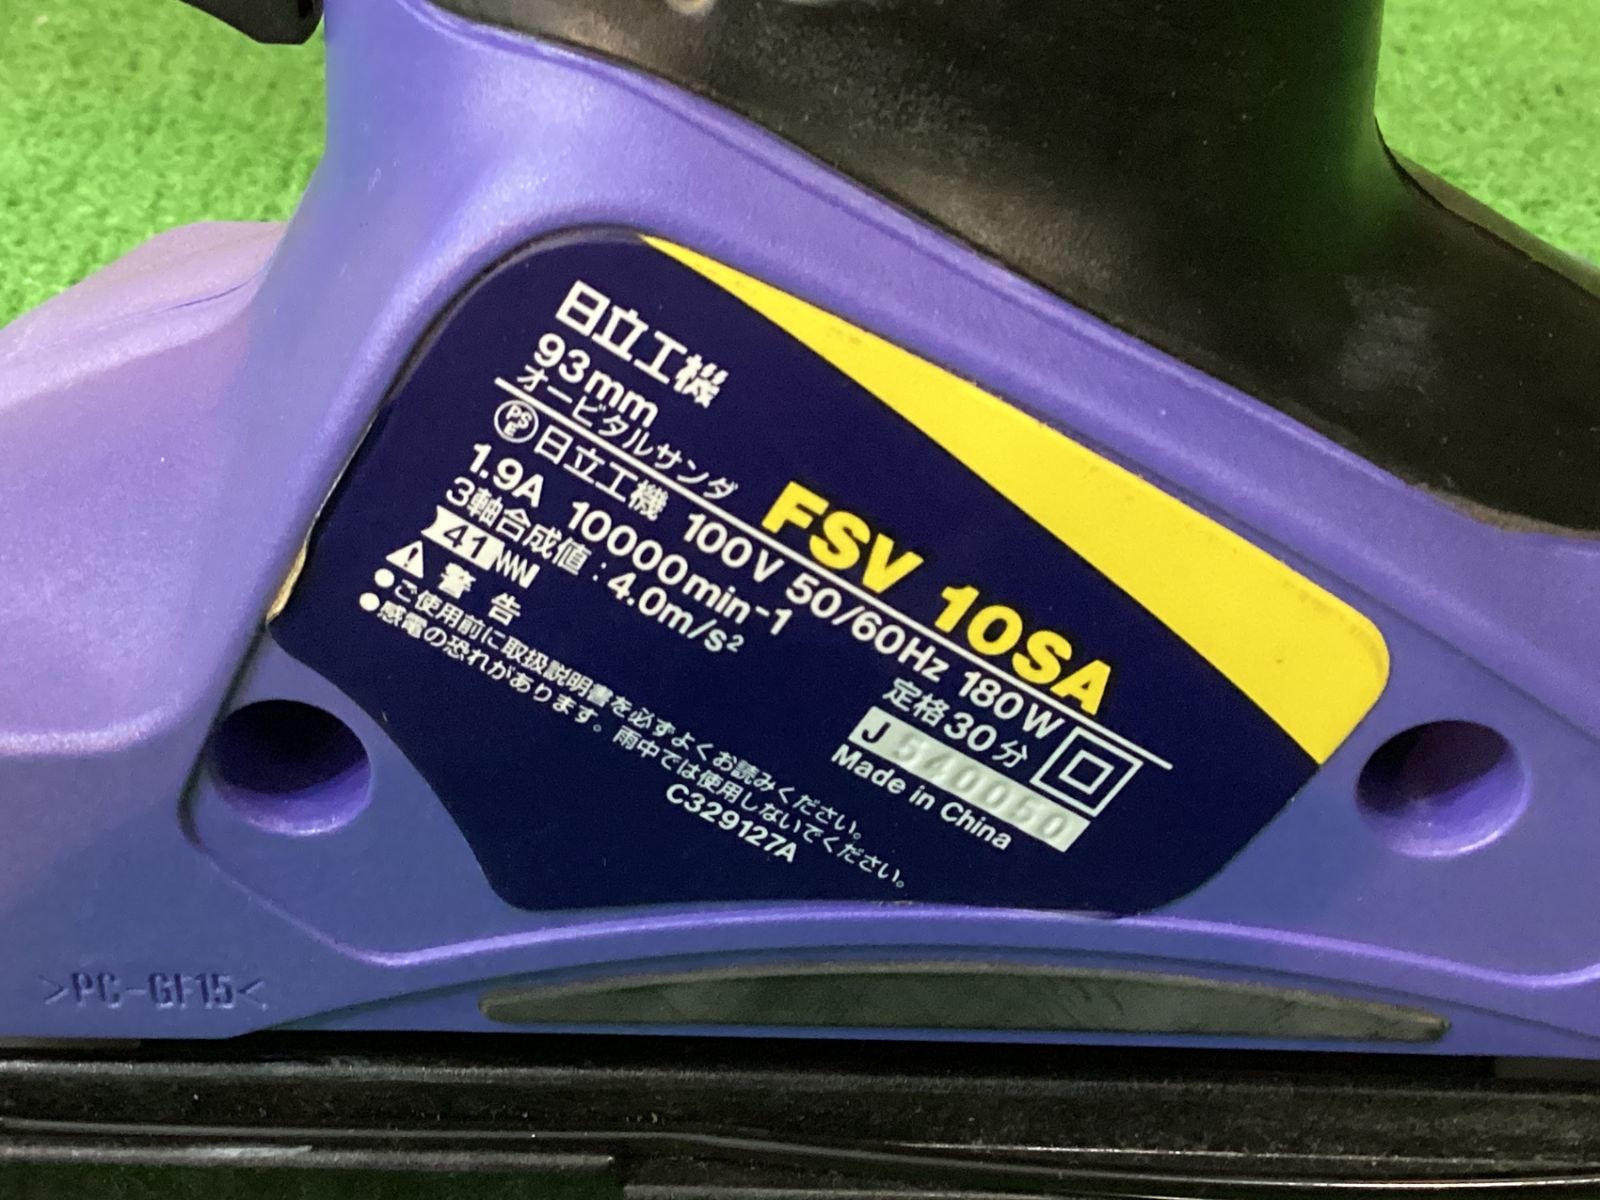 日立工機
93mm
オービタルサンダ FSV 10SA
PSE 日立工機 100V 50/60Hz 180W
1.9A 10000min-1 定格30分
3軸合成値：4.0m/s²
41 J 540050
警告 Made in China
●ご使用前に取扱説明書を必ずよくお読みください。
●感電の恐れがあります。雨中では使用しないでください。
C329127A
>PC-GF15<